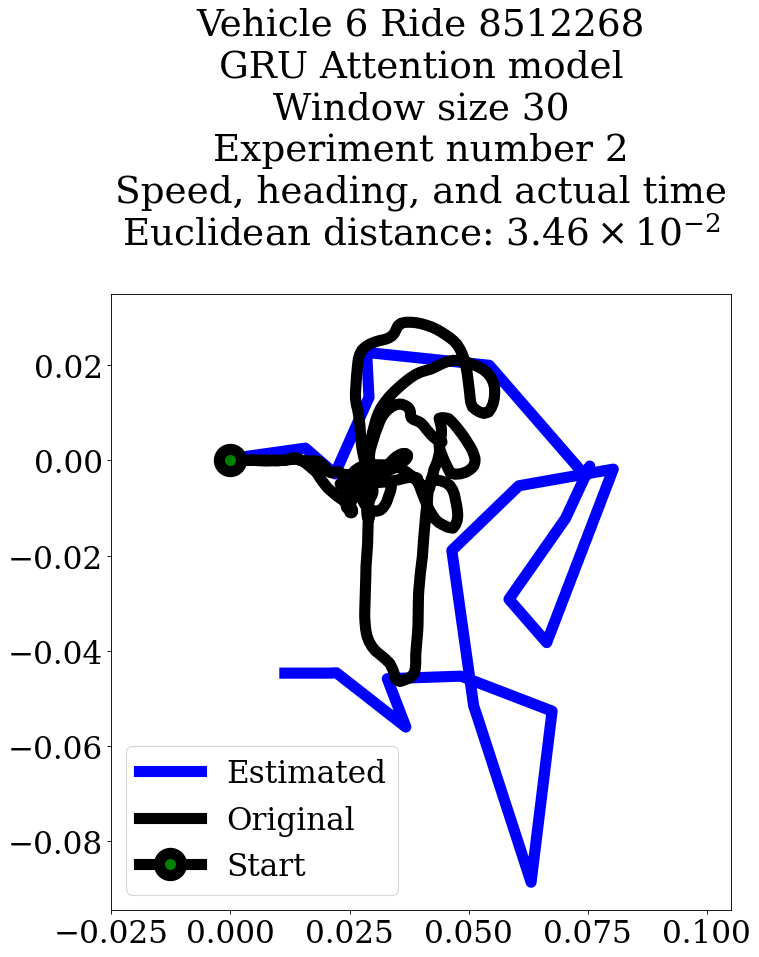 Vehicle 6 Ride 8512268
GRU Attention model
Window size 30
Experiment number 2
Speed, heading, and actual time
Euclidean distance: 3.46 × 10⁻²
0.02
0.00
−0.02
−0.04
−0.06
−0.08
Estimated
Original
Start
−0.025 0.000 0.025 0.050 0.075 0.100